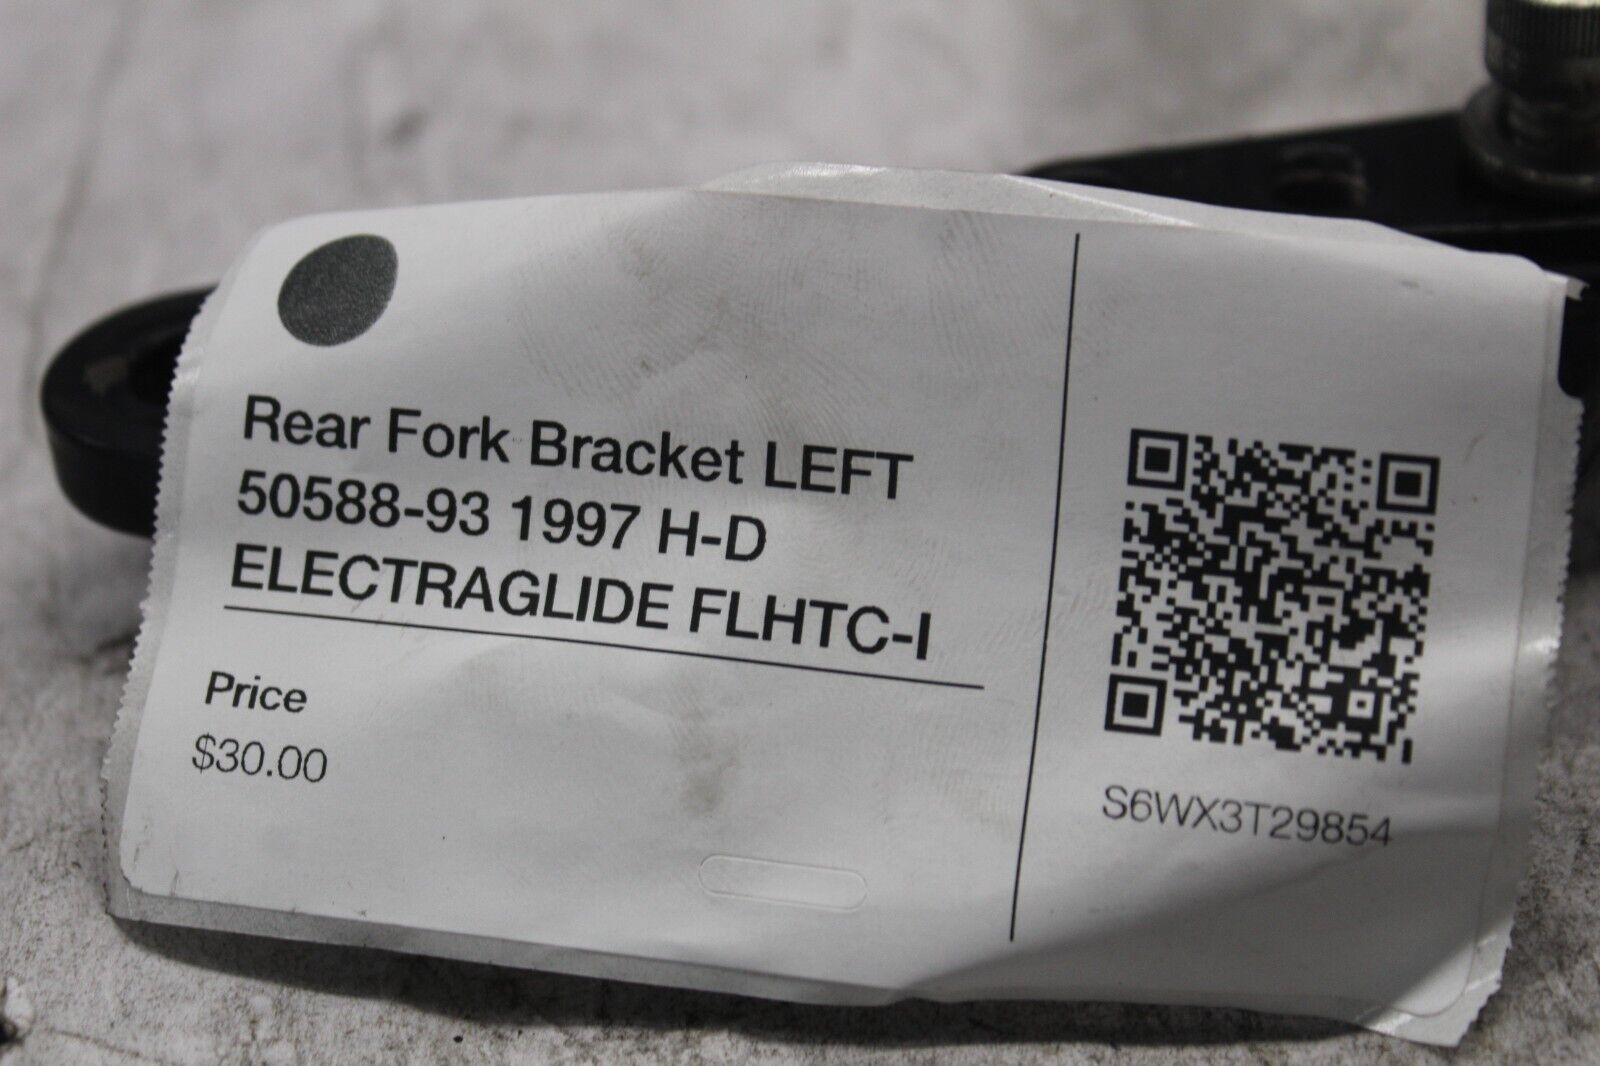 Rear Fork Bracket LEFT
50588-93 1997 H-D
ELECTRAGLIDE FLHTC-I
Price
$30.00
S6WX3T29854